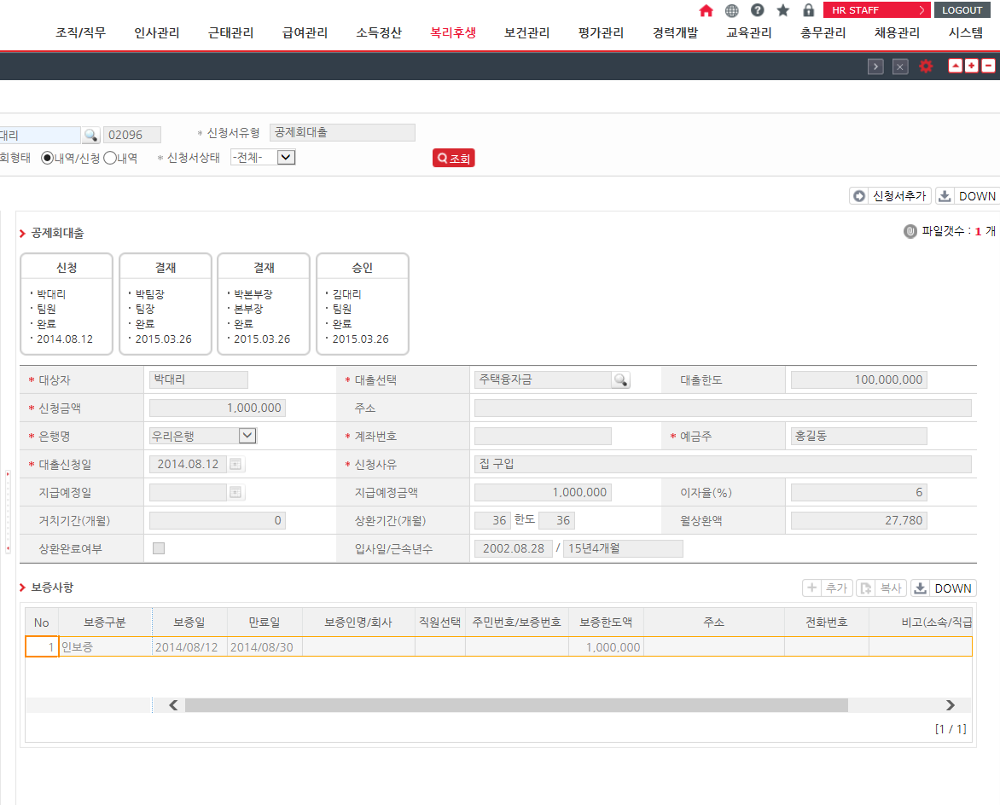 HR STAFF LOGOUT
조직/직무 인사관리 근태관리 급여관리 소득정산 복리후생 보건관리 평가관리 경력개발 교육관리 총무관리 채용관리 시스템
대리 02096 * 신청서유형 공제회대출
회형태 내역/신청 내역 * 신청서상태 -전체- 조회
신청서추가 DOWN
공제회대출 파일갯수 : 1 개
신청 결재 결재 승인
· 박대리 · 박팀장 · 박본부장 · 김대리
· 팀원 · 팀장 · 본부장 · 팀원
· 완료 · 완료 · 완료 · 완료
· 2014.08.12 · 2015.03.26 · 2015.03.26 · 2015.03.26
* 대상자 박대리 * 대출선택 주택융자금 대출한도 100,000,000
* 신청금액 1,000,000 주소
* 은행명 우리은행 * 계좌번호 * 예금주 홍길동
* 대출신청일 2014.08.12 * 신청사유 집 구입
지급예정일 지급예정금액 1,000,000 이자율(%) 6
거치기간(개월) 0 상환기간(개월) 36 한도 36 월상환액 27,780
상환완료여부 입사일/근속년수 2002.08.28 / 15년4개월
보증사항 추가 복사 DOWN
No 보증구분 보증일 만료일 보증인명/회사 직원선택 주민번호/보증번호 보증한도액 주소 전화번호 비고(소속/직급
1 인보증 2014/08/12 2014/08/30 1,000,000
[1 / 1]